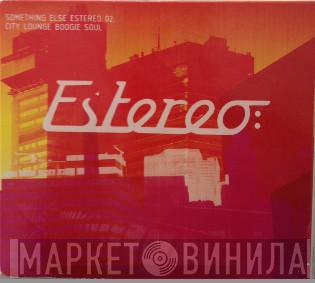 SOMETHING ELSE ESTEREO 02.
CITY LOUNGE BOOGIE SOUL
Estereo:
МАРКЕТ ВИНИЛА